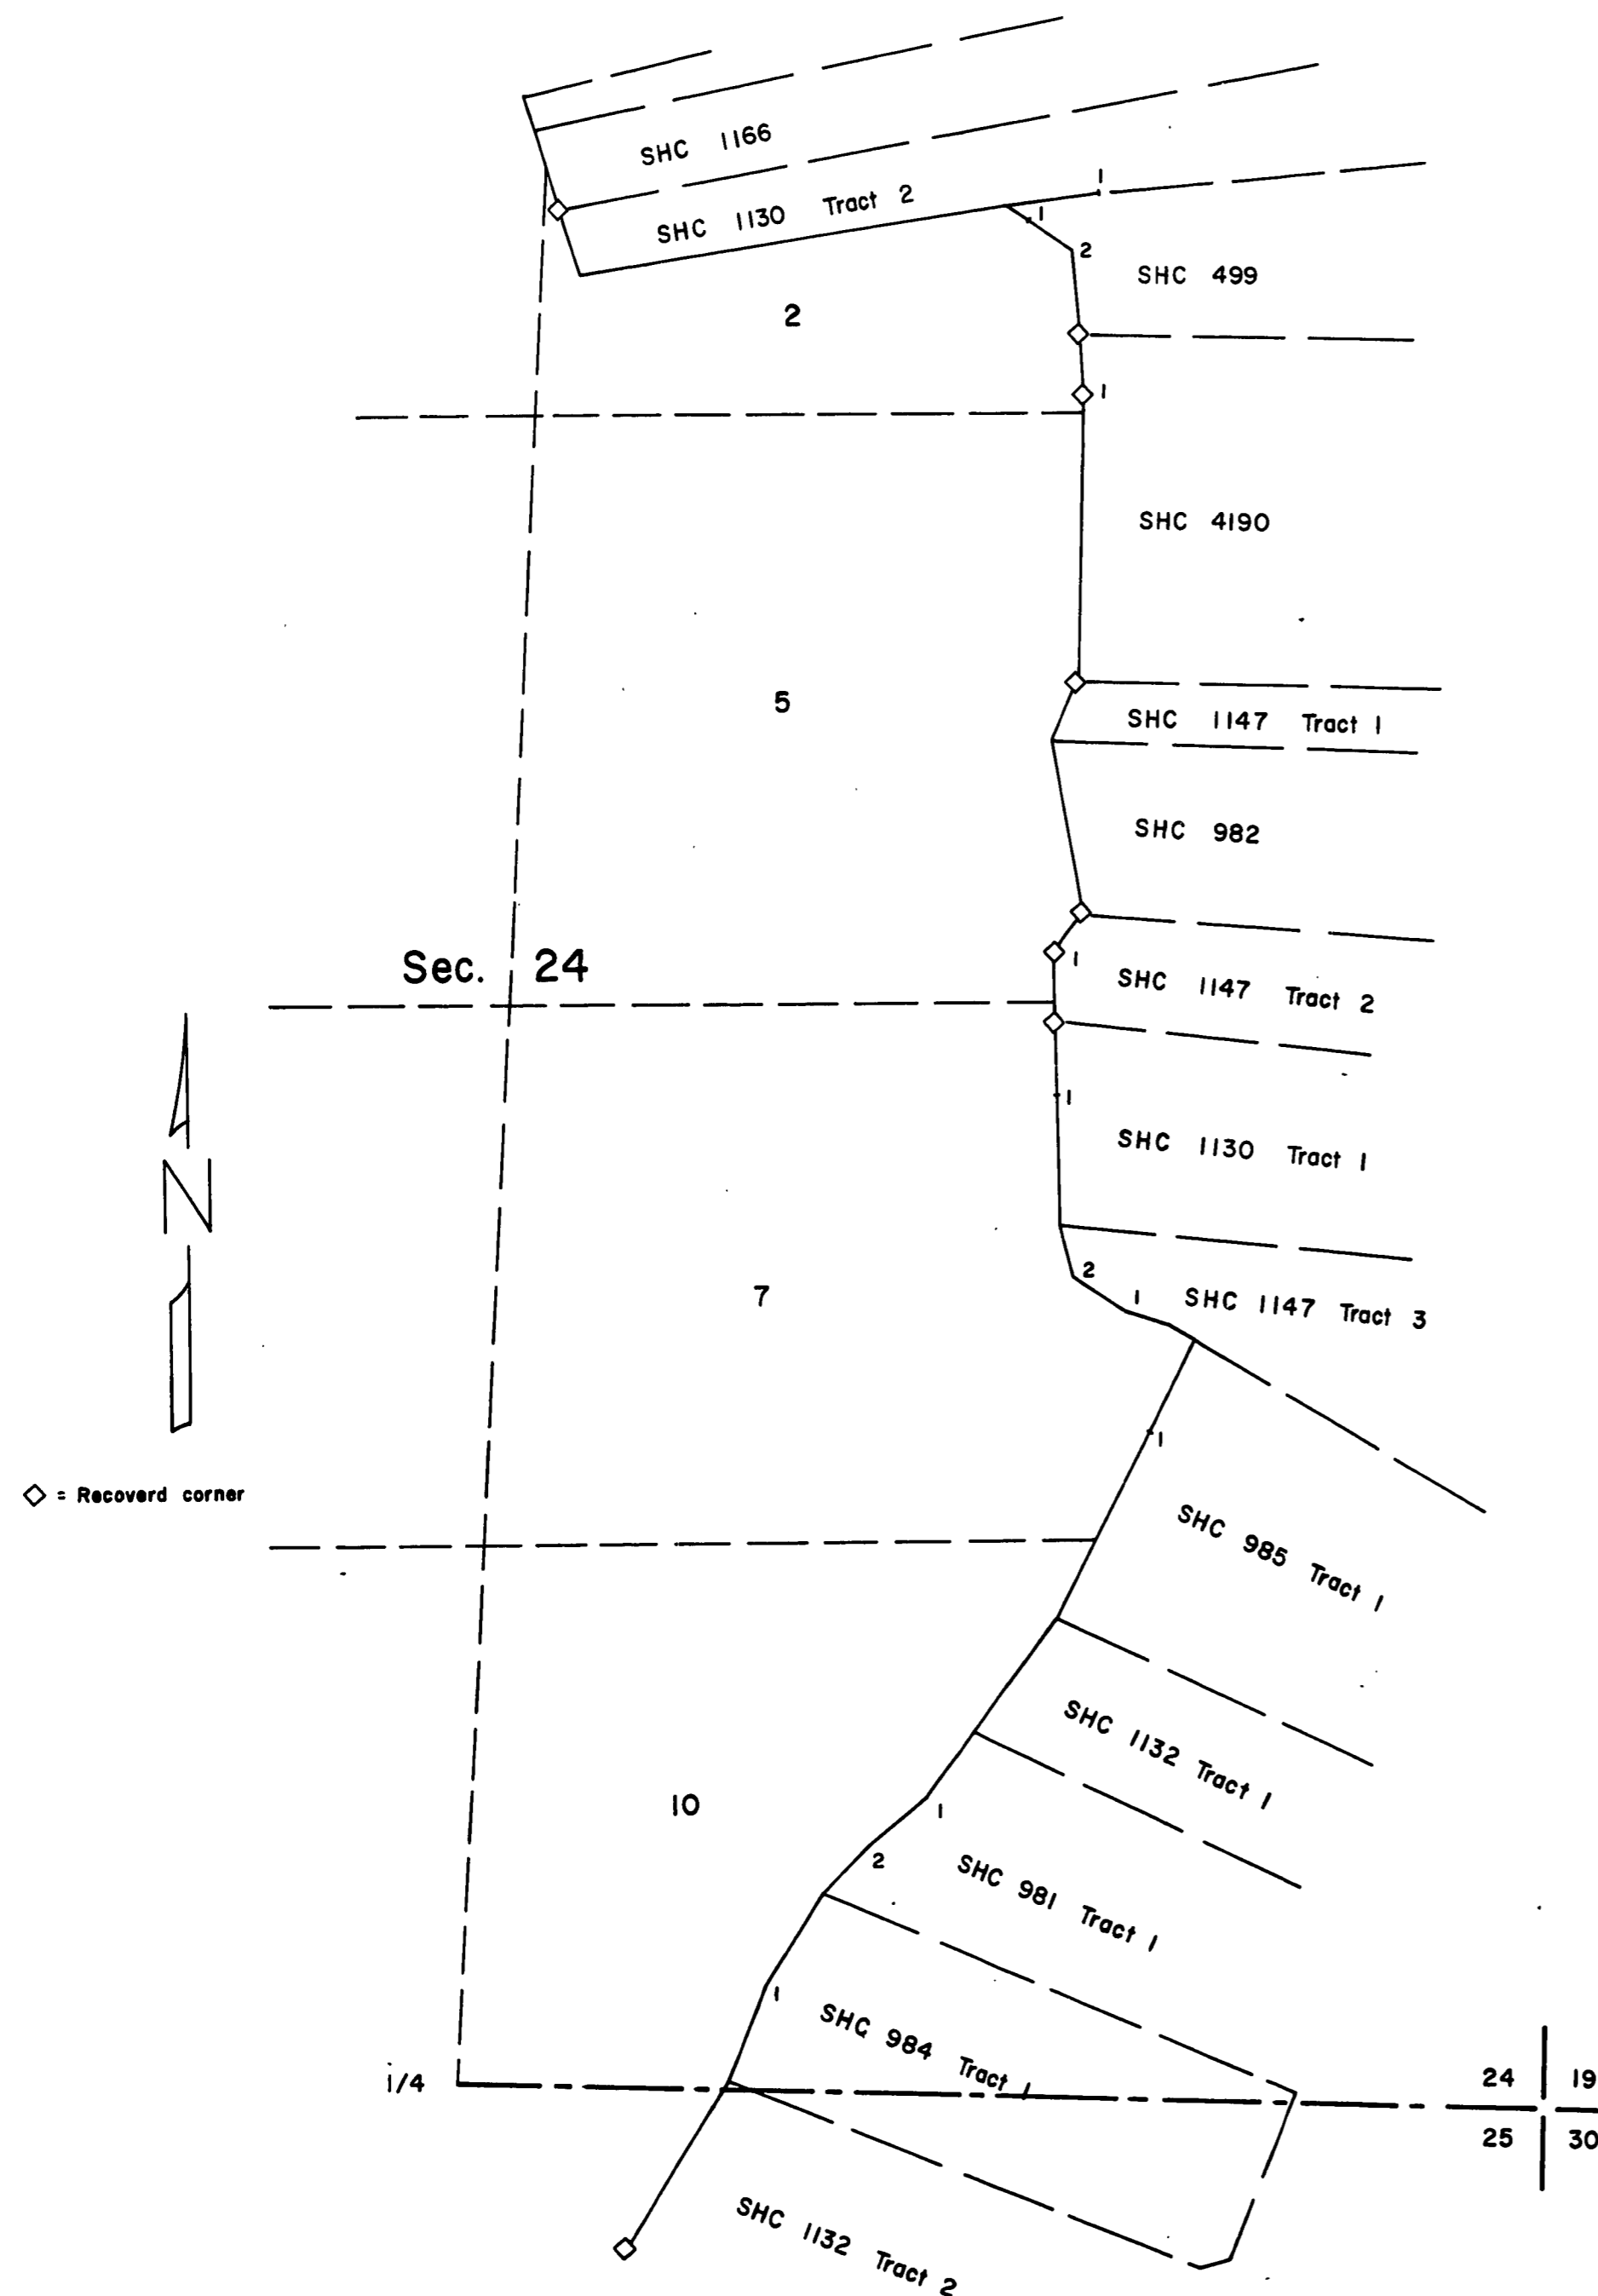 SHC 1166
SHC 1130 Tract 2
1
1
2
SHC 499
2
1
SHC 4190
5
SHC 1147 Tract 1
SHC 982
Sec. 24
1
SHC 1147 Tract 2
1
SHC 1130 Tract 1
N
2
1
SHC 1147 Tract 3
7
1
◇ = Recoverd corner
SHC 985 Tract 1
SHC 1132 Tract 1
10
1
2
SHC 981 Tract 1
1
SHC 984 Tract 1
1/4
24 19
25 30
SHC 1132 Tract 2